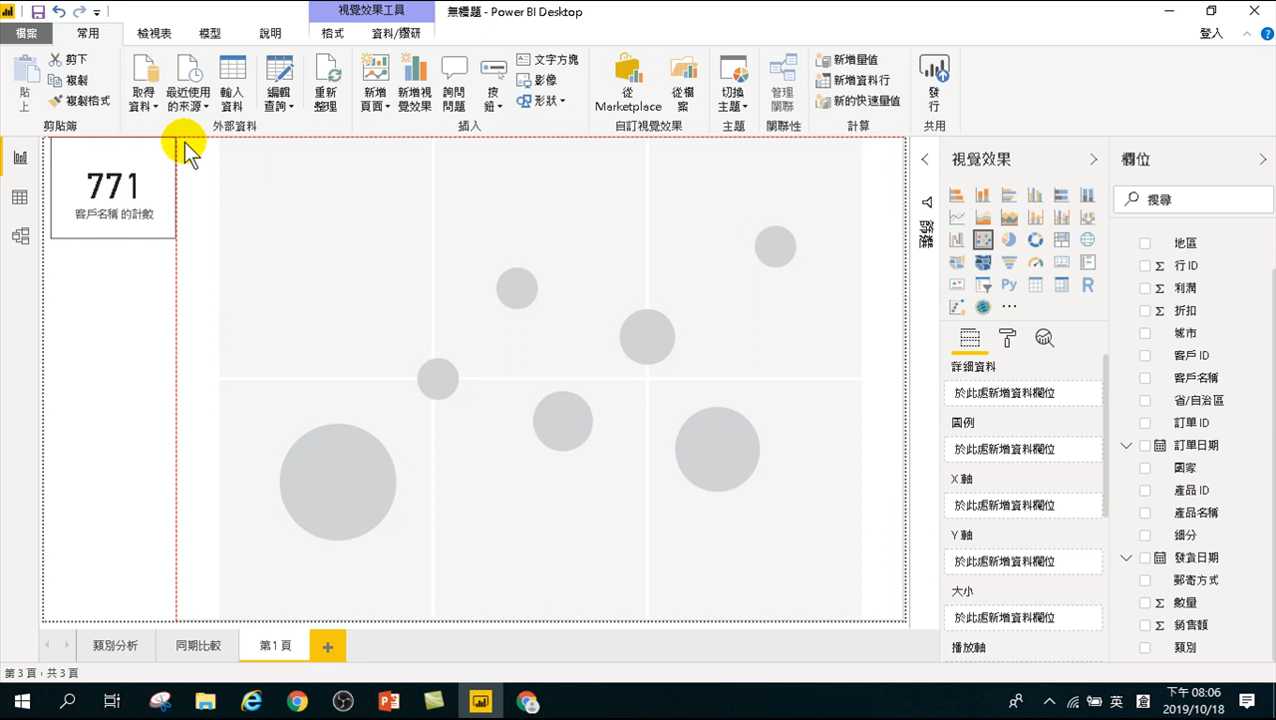 視覺效果工具
無標題 - Power BI Desktop
檔案
常用
檢視表
模型
說明
格式
資料/鑽研
登入
貼上
剪下
複製
複製格式
剪貼簿
取得資料
最近使用的來源
輸入資料
編輯查詢
重新整理
外部資料
新增頁面
新增視覺效果
詢問問題
按鈕
文字方塊
影像
形狀
插入
從 Marketplace
從檔案
自訂視覺效果
切換主題
主題
管理關聯
關聯性
新增量值
新增資料行
新的快速量值
計算
發行
共用
771
客戶名稱 的計數
篩選
視覺效果
Py
R
詳細資料
於此處新增資料欄位
圖例
於此處新增資料欄位
X 軸
於此處新增資料欄位
Y 軸
於此處新增資料欄位
大小
於此處新增資料欄位
播放軸
欄位
搜尋
地區
行 ID
利潤
折扣
城市
客戶 ID
客戶名稱
省/自治區
訂單 ID
訂單日期
國家
產品 ID
產品名稱
細分
發貨日期
郵寄方式
數量
銷售額
類別
類別分析
同期比較
第 1 頁
第 3 頁，共 3 頁
英
倉
下午 08:06
2019/10/18